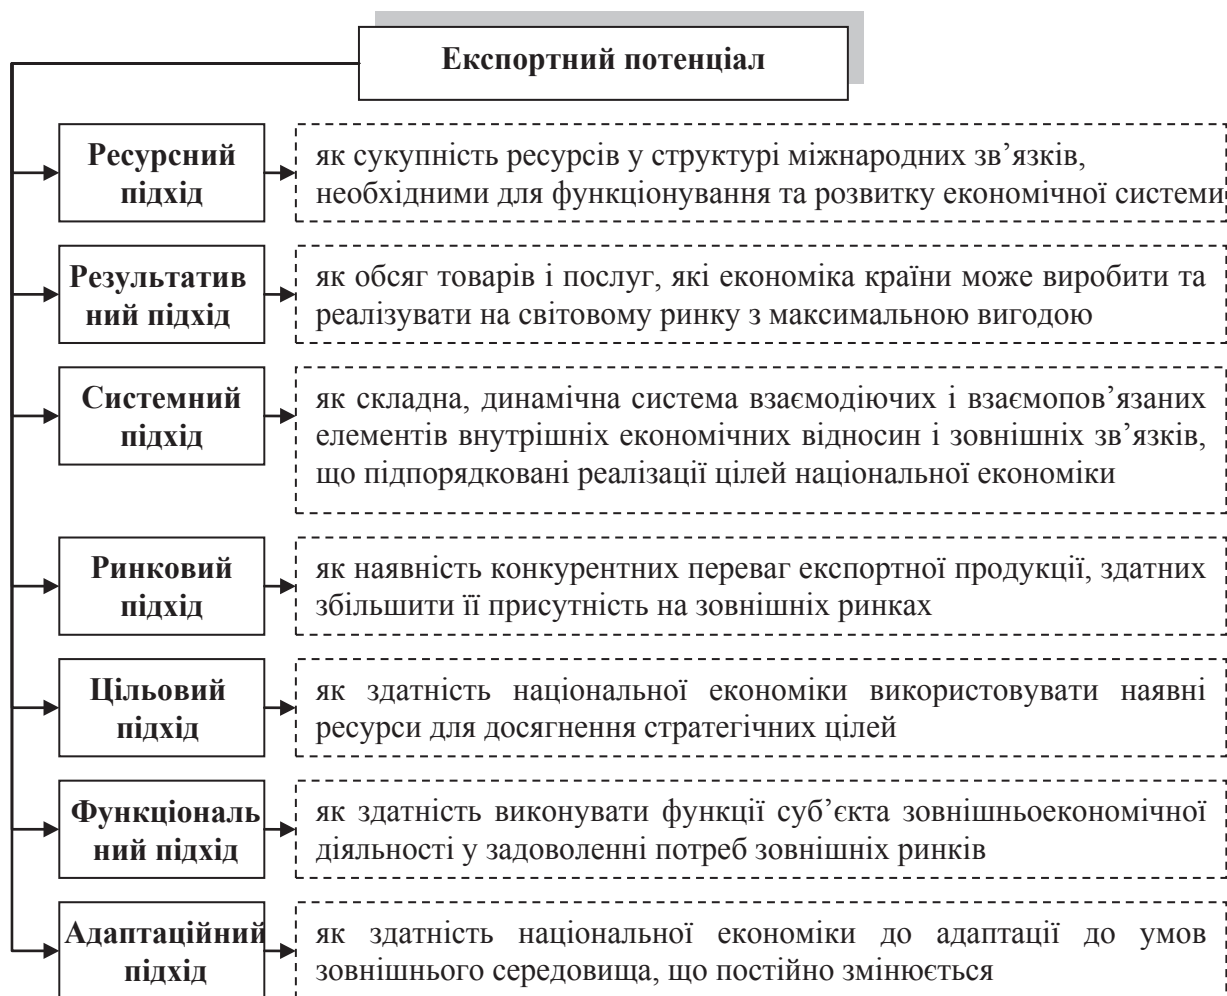 Експортний потенціал
Ресурсний
підхід
як сукупність ресурсів у структурі міжнародних зв’язків,
необхідними для функціонування та розвитку економічної системи
Результатив
ний підхід
як обсяг товарів і послуг, які економіка країни може виробити та
реалізувати на світовому ринку з максимальною вигодою
Системний
підхід
як складна, динамічна система взаємодіючих і взаємопов’язаних
елементів внутрішніх економічних відносин і зовнішніх зв’язків,
що підпорядковані реалізації цілей національної економіки
Ринковий
підхід
як наявність конкурентних переваг експортної продукції, здатних
збільшити її присутність на зовнішніх ринках
Цільовий
підхід
як здатність національної економіки використовувати наявні
ресурси для досягнення стратегічних цілей
Функціональ
ний підхід
як здатність виконувати функції суб’єкта зовнішньоекономічної
діяльності у задоволенні потреб зовнішніх ринків
Адаптаційний
підхід
як здатність національної економіки до адаптації до умов
зовнішнього середовища, що постійно змінюється